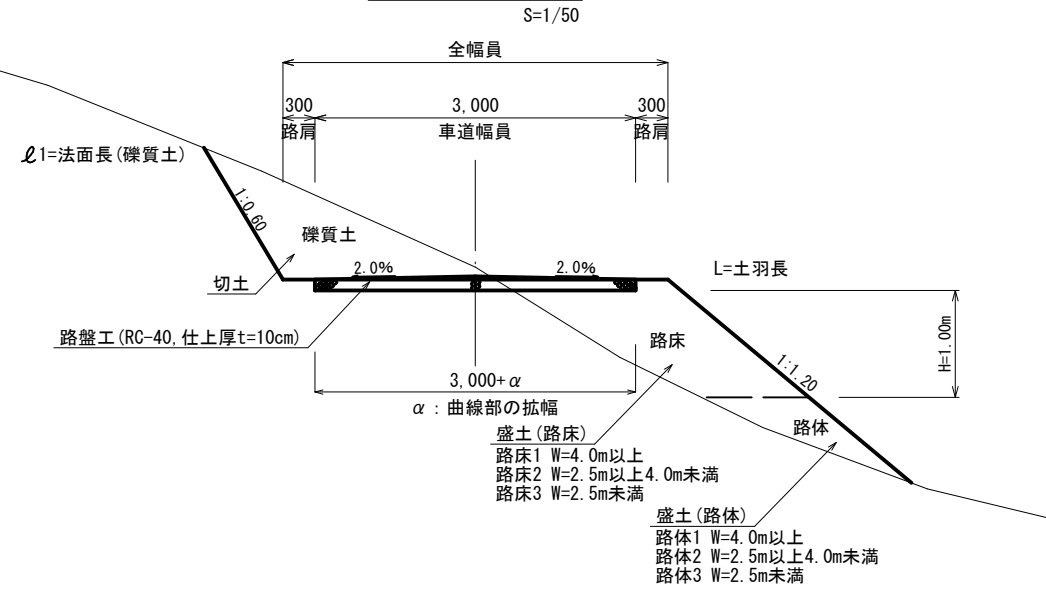 S=1/50
全幅員
300
3,000
300
路肩
車道幅員
路肩
ℓ1=法面長(礫質土)
1:0.60
礫質土
切土
2.0%
2.0%
L=土羽長
路盤工(RC-40,仕上厚t=10cm)
路床
H=1.00m
1:1.20
3,000+α
α：曲線部の拡幅
路体
盛土(路床)
路床1 W=4.0m以上
路床2 W=2.5m以上4.0m未満
路床3 W=2.5m未満
盛土(路体)
路体1 W=4.0m以上
路体2 W=2.5m以上4.0m未満
路体3 W=2.5m未満